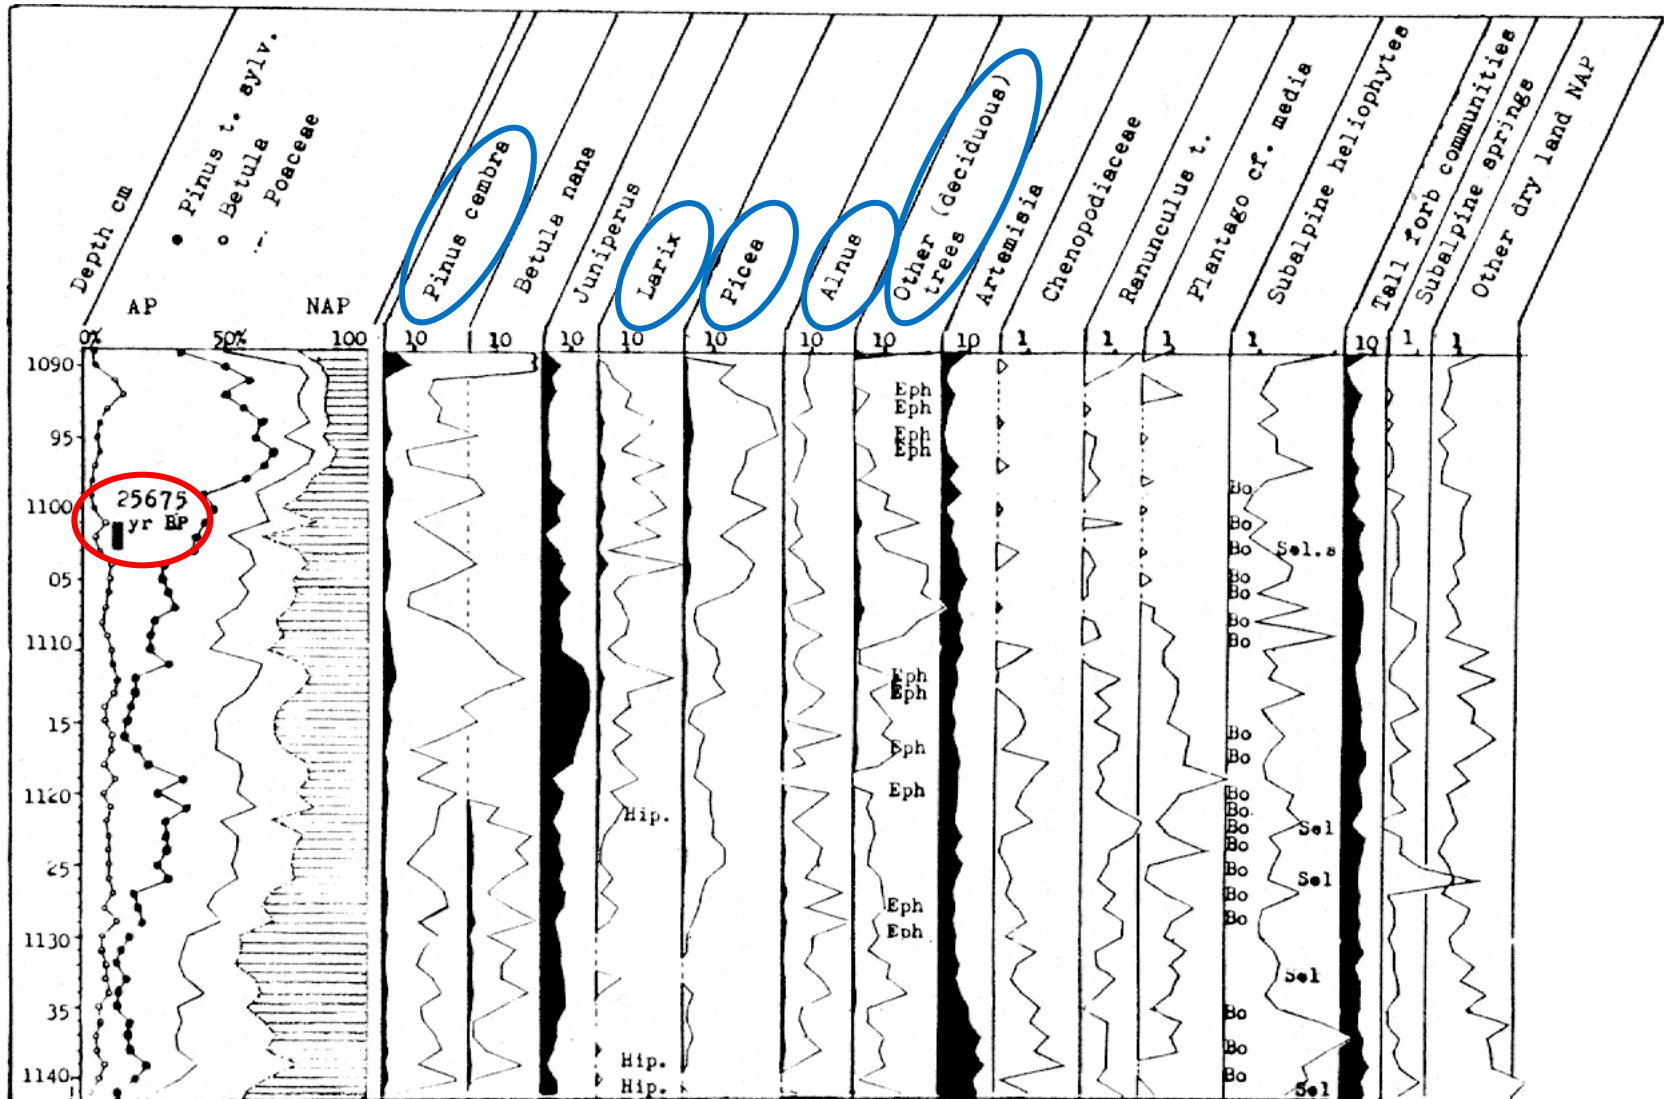 Depth cm
Pinus t. sylv.
Betula
Poaceae
Pinus cembra
Betula nana
Juniperus
Larix
Picea
Alnus
Other (deciduous)
trees
Artemisia
Chenopodiaceae
Ranunculus t.
Plantago cf. media
Subalpine heliophytes
Tall forb communities
Subalpine springs
Other dry land NAP
AP NAP
0% 50% 100 10 10 10 10 10 10 10 10 1 1 1 1 10 1 1
1090
Eph
Eph
95 Eph
Eph
25675 Bo
1100
yr BP Bo
Bo Sel.s
05 Bo
Bo
Bo
1110 Bo
Eph
Eph
15 Bo
Eph Bo
1120 Eph Bo
Bo
Hip. Bo Sel
Bo
25 Bo Sel
Bo
Eph Bo
1130 Eph
Sel
35 Bo
Hip. Bo
1140 Bo
Hip. Sel